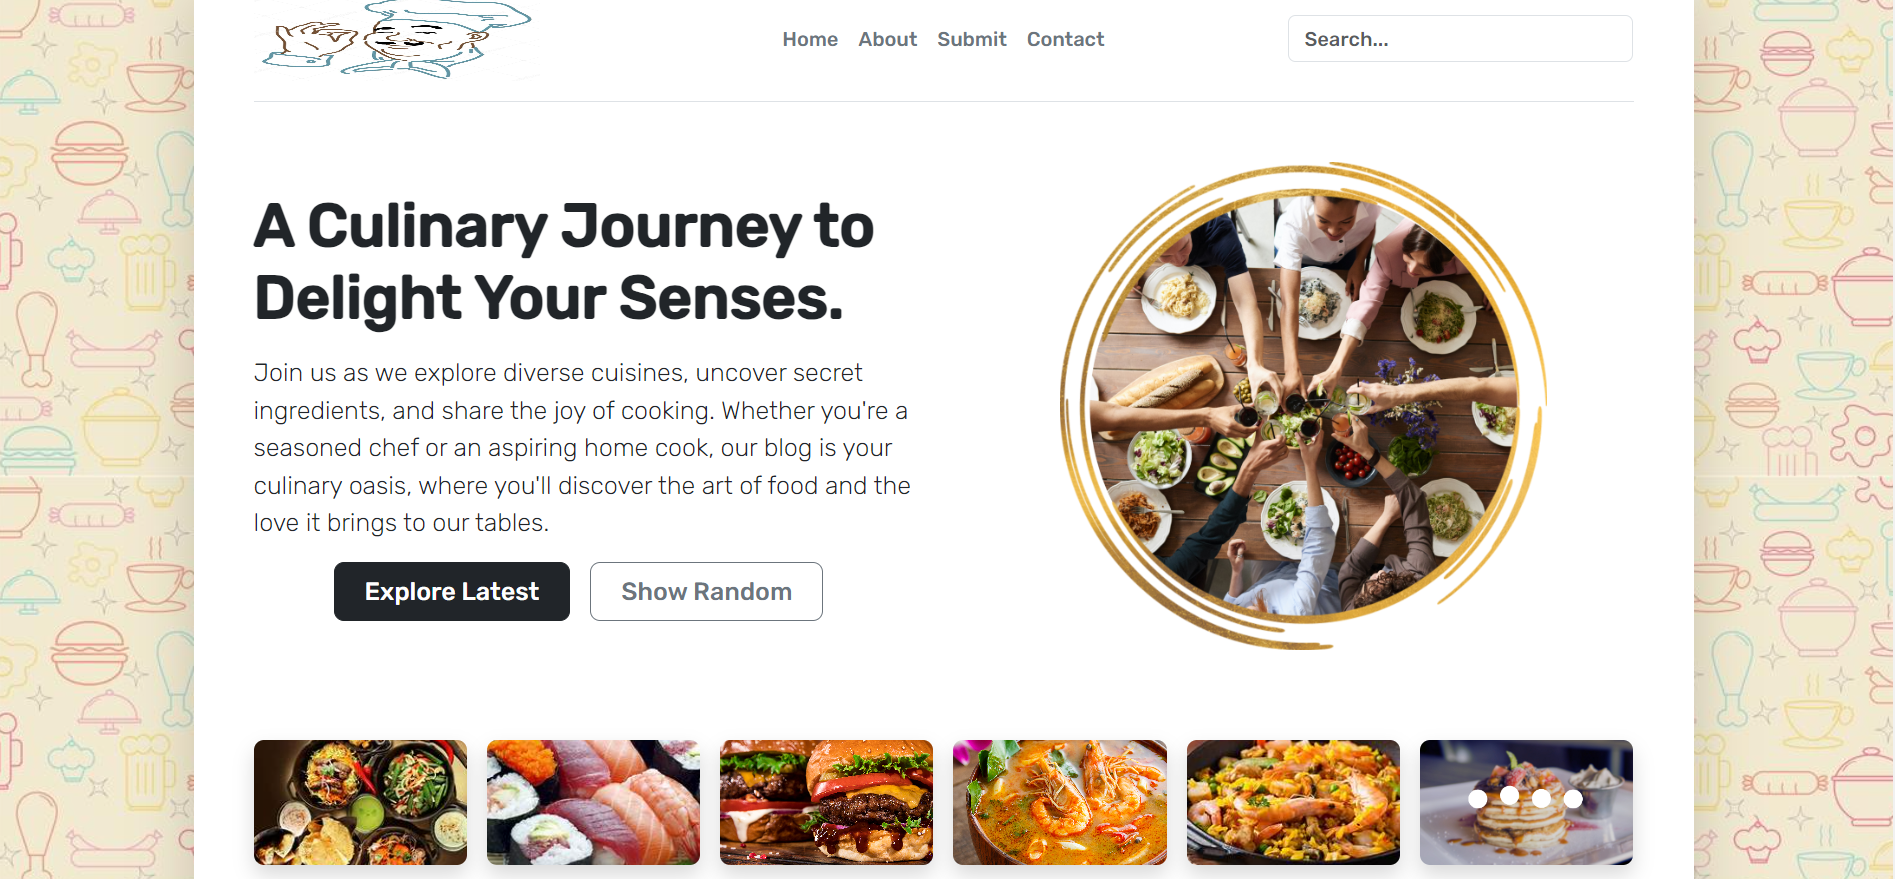 Home About Submit Contact Search...
A Culinary Journey to
Delight Your Senses.
Join us as we explore diverse cuisines, uncover secret
ingredients, and share the joy of cooking. Whether you're a
seasoned chef or an aspiring home cook, our blog is your
culinary oasis, where you'll discover the art of food and the
love it brings to our tables.
Explore Latest Show Random